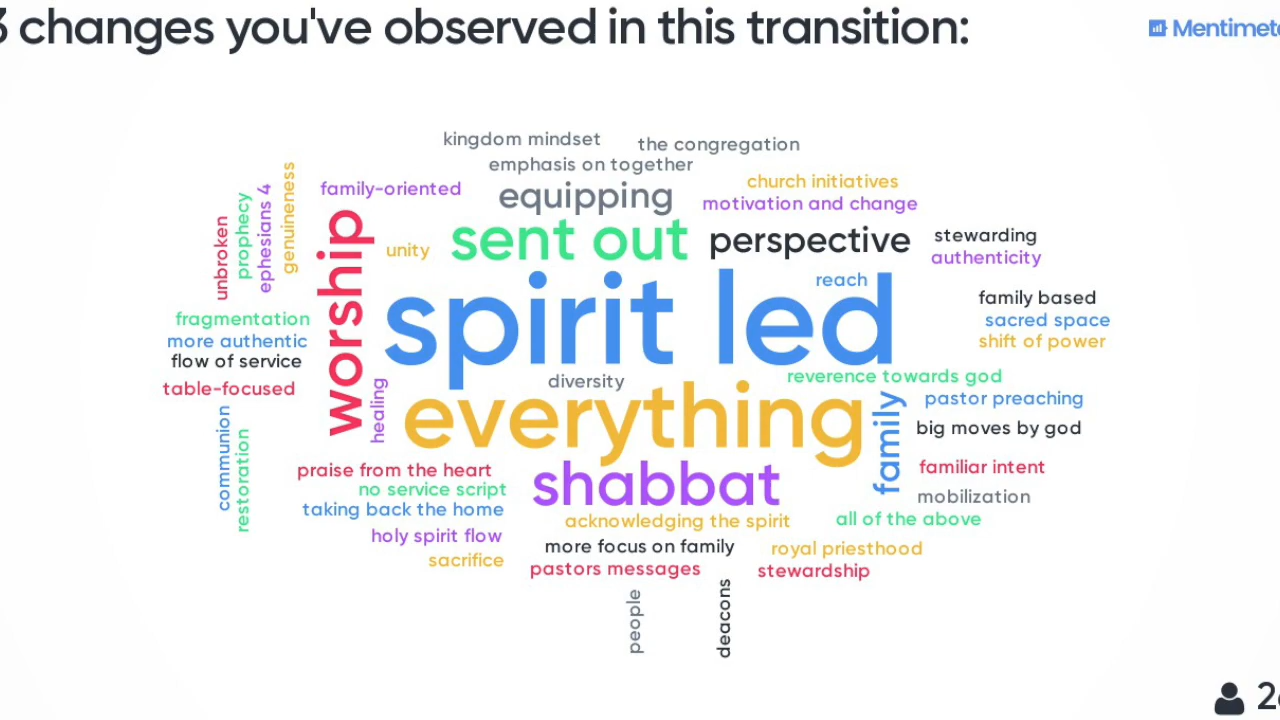 3 changes you've observed in this transition:
Mentimete
kingdom mindset
the congregation
emphasis on together
family-oriented
equipping
church initiatives
motivation and change
unbroken
prophecy
ephesians 4
genuineness
worship
unity
sent out
perspective
stewarding
authenticity
reach
spirit led
family based
sacred space
shift of power
fragmentation
more authentic
flow of service
table-focused
diversity
reverence towards god
healing
everything
family
pastor preaching
big moves by god
communion
restoration
praise from the heart
no service script
taking back the home
shabbat
familiar intent
mobilization
holy spirit flow
acknowledging the spirit
all of the above
sacrifice
more focus on family
royal priesthood
pastors messages
stewardship
people
deacons